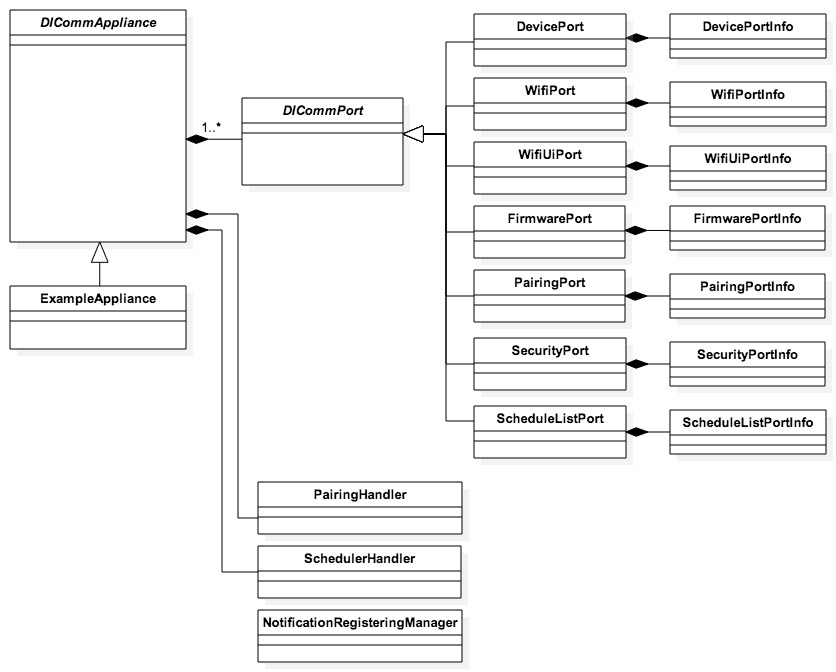 DICommAppliance
1..*
DICommPort
ExampleAppliance
DevicePort
DevicePortInfo
WifiPort
WifiPortInfo
WifiUiPort
WifiUiPortInfo
FirmwarePort
FirmwarePortInfo
PairingPort
PairingPortInfo
SecurityPort
SecurityPortInfo
ScheduleListPort
ScheduleListPortInfo
PairingHandler
SchedulerHandler
NotificationRegisteringManager